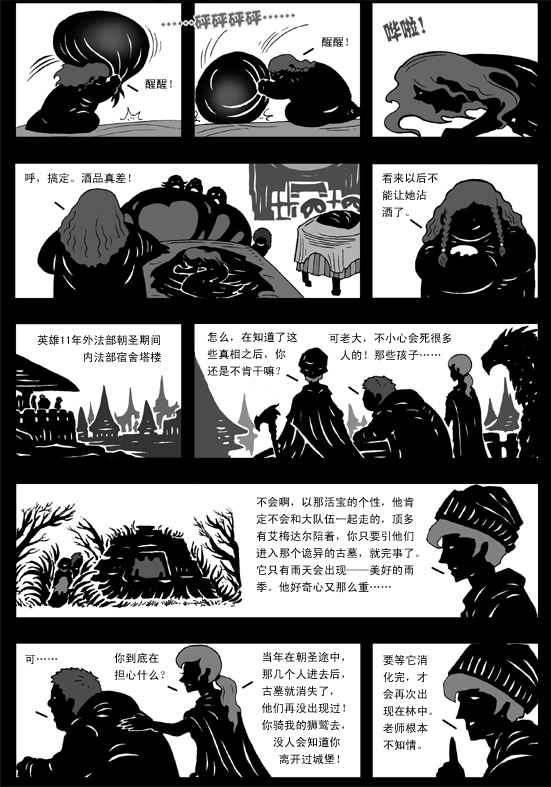 ……砰砰砰砰……
醒醒！
醒醒！
哗啦！
呼，搞定。酒品真差！
看来以后不
能让她沾
酒了。
英雄11年外法部朝圣期间
内法部宿舍塔楼
怎么，在知道了这
些真相之后，你
还是不肯干嘛？
可老大，不小心会死很多
人的！那些孩子……
不会啊，以那活宝的个性，他肯
定不会和大队伍一起走的，顶多
有艾梅达尔陪着，你只要引他们
进入那个诡异的古墓，就完事了。
它只有雨天会出现——美好的雨
季。他好奇心又那么重……
可……
你到底在
担心什么？
当年在朝圣途中，
那几个人进去后，
古墓就消失了，
他们再没出现过！
你骑我的狮鹫去，
没人会知道你
离开过城堡！
要等它消
化完，才
会再次出
现在林中。
老师根本
不知情。